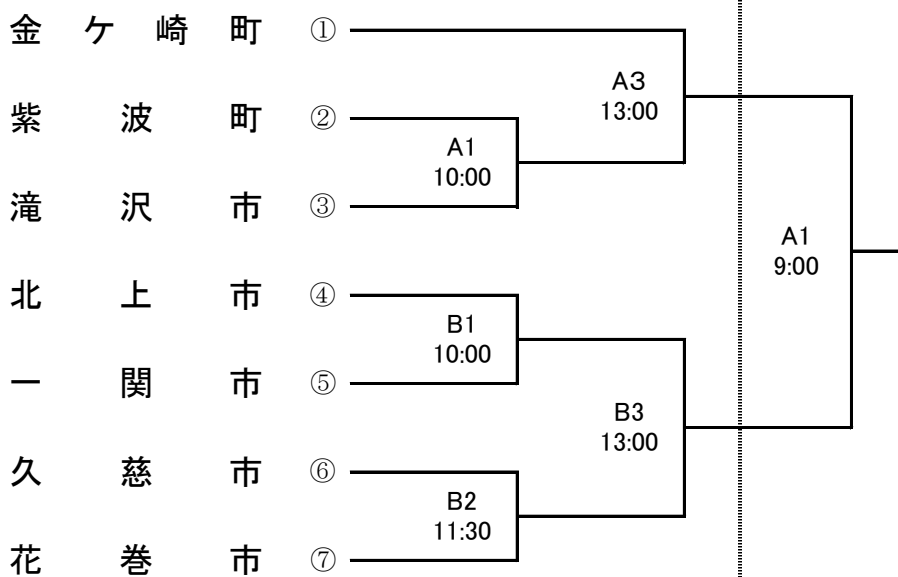 金ケ崎町 ①
紫波町 ②
滝沢市 ③
北上市 ④
一関市 ⑤
久慈市 ⑥
花巻市 ⑦
A1
10:00
B1
10:00
B2
11:30
A3
13:00
B3
13:00
A1
9:00